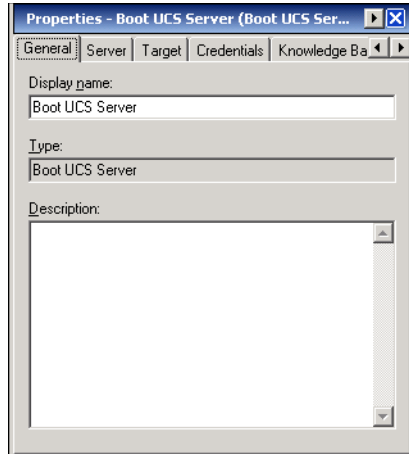 Properties - Boot UCS Server (Boot UCS Ser...
General Server Target Credentials Knowledge Ba
Display name:
Boot UCS Server
Type:
Boot UCS Server
Description: